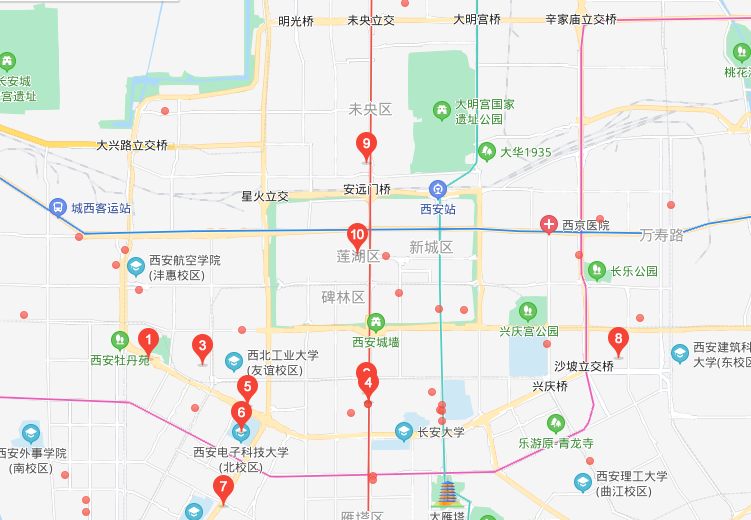 明光桥
未央立交
大明宫桥
辛家庙立交桥
长安城
宫遗址
桃花
未央区
大明宫国家
遗址公园
大兴路立交桥
9
大华1935
星火立交
安远门桥
西安站
城西客运站
西京医院
万寿路
10
莲湖区
新城区
西安航空学院
(沣惠校区)
长乐公园
碑林区
兴庆宫公园
西安城墙
1
3
8
西安牡丹苑
西北工业大学
(友谊校区)
西安建筑科
大学(东校区
沙坡立交桥
兴庆桥
5
4
6
长安大学
乐游原·青龙寺
西安电子科技大学
(北校区)
西安外事学院
(南校区)
西安理工大学
(曲江校区)
7
雁塔区
大雁塔